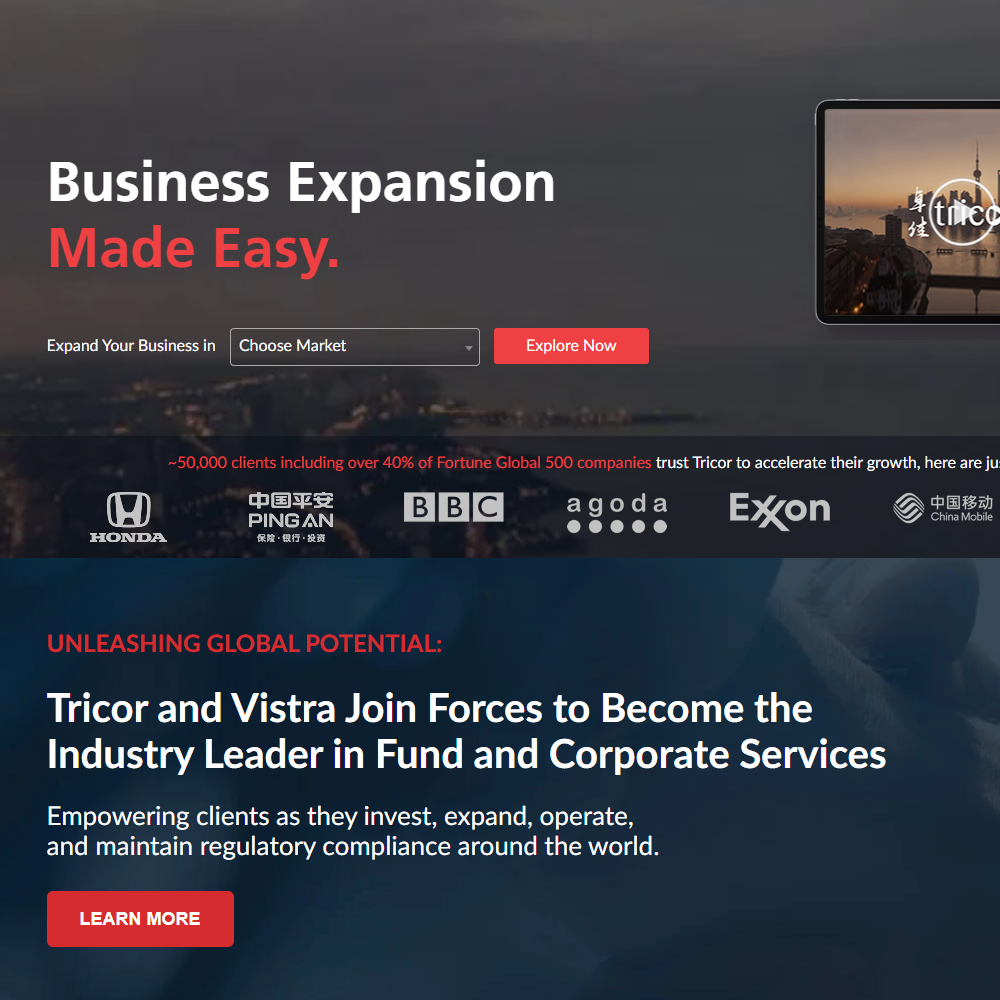 Business Expansion
Made Easy.
卓佳 trico
Expand Your Business in Choose Market Explore Now
~50,000 clients including over 40% of Fortune Global 500 companies trust Tricor to accelerate their growth, here are jus
HONDA
中国平安
PING AN
保险·银行·投资
BBC
agoda
Exxon
中国移动
China Mobile
UNLEASHING GLOBAL POTENTIAL:
Tricor and Vistra Join Forces to Become the
Industry Leader in Fund and Corporate Services
Empowering clients as they invest, expand, operate,
and maintain regulatory compliance around the world.
LEARN MORE